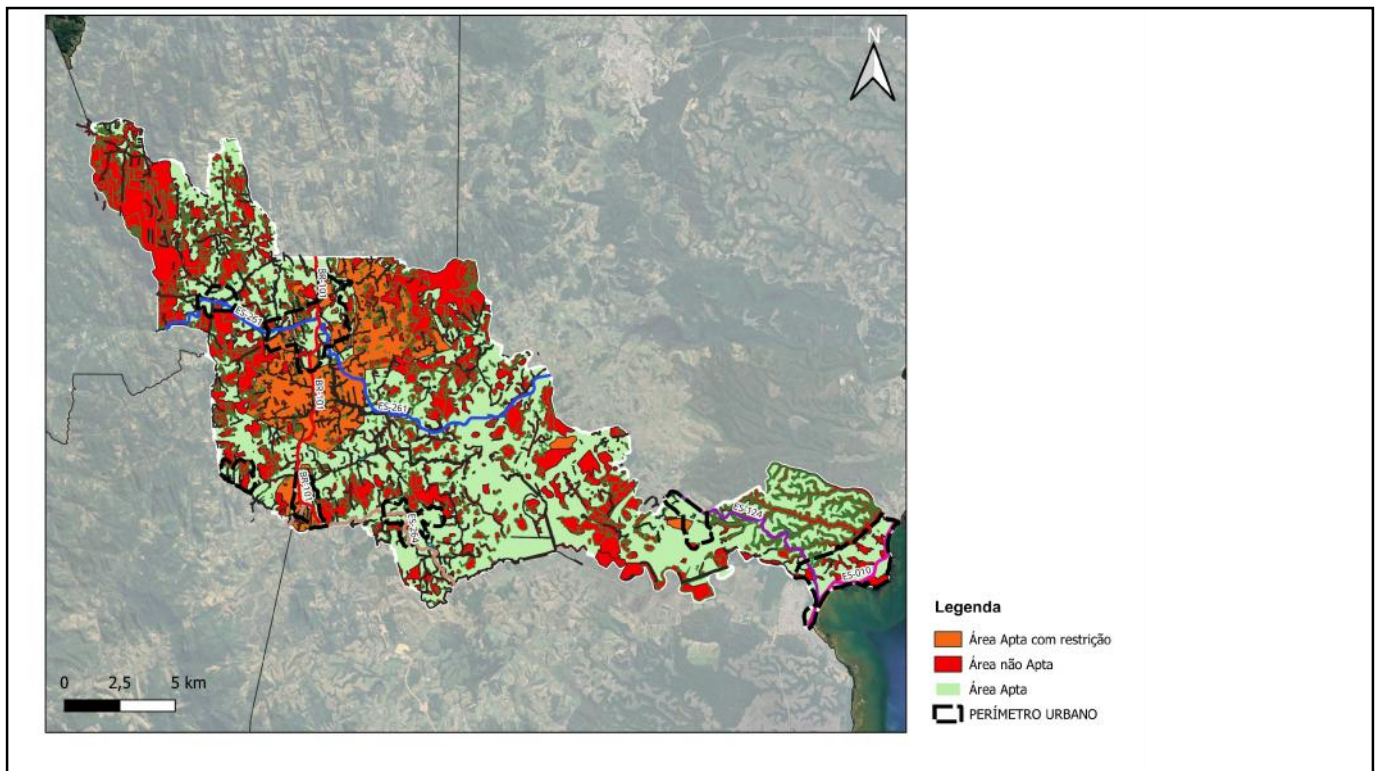 N
BR-101
ES-261
BR-101
ES-261
BR-101
ES-264
ES-124
ES-010
0 2,5 5 km
Legenda
Área Apta com restrição
Área não Apta
Área Apta
PERÍMETRO URBANO